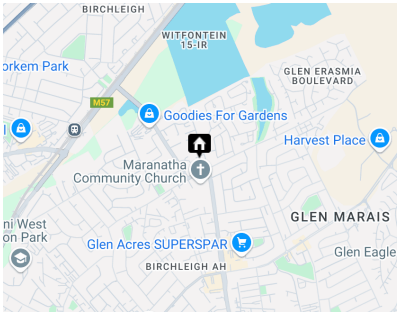 BIRCHLEIGH
WITFONTEIN
15-IR
orkem Park
GLEN ERASMIA
BOULEVARD
M57
Goodies For Gardens
l
Harvest Place
Maranatha
Community Church
ni West
on Park
GLEN MARAIS
Glen Acres SUPERSPAR
Glen Eagle
BIRCHLEIGH AH